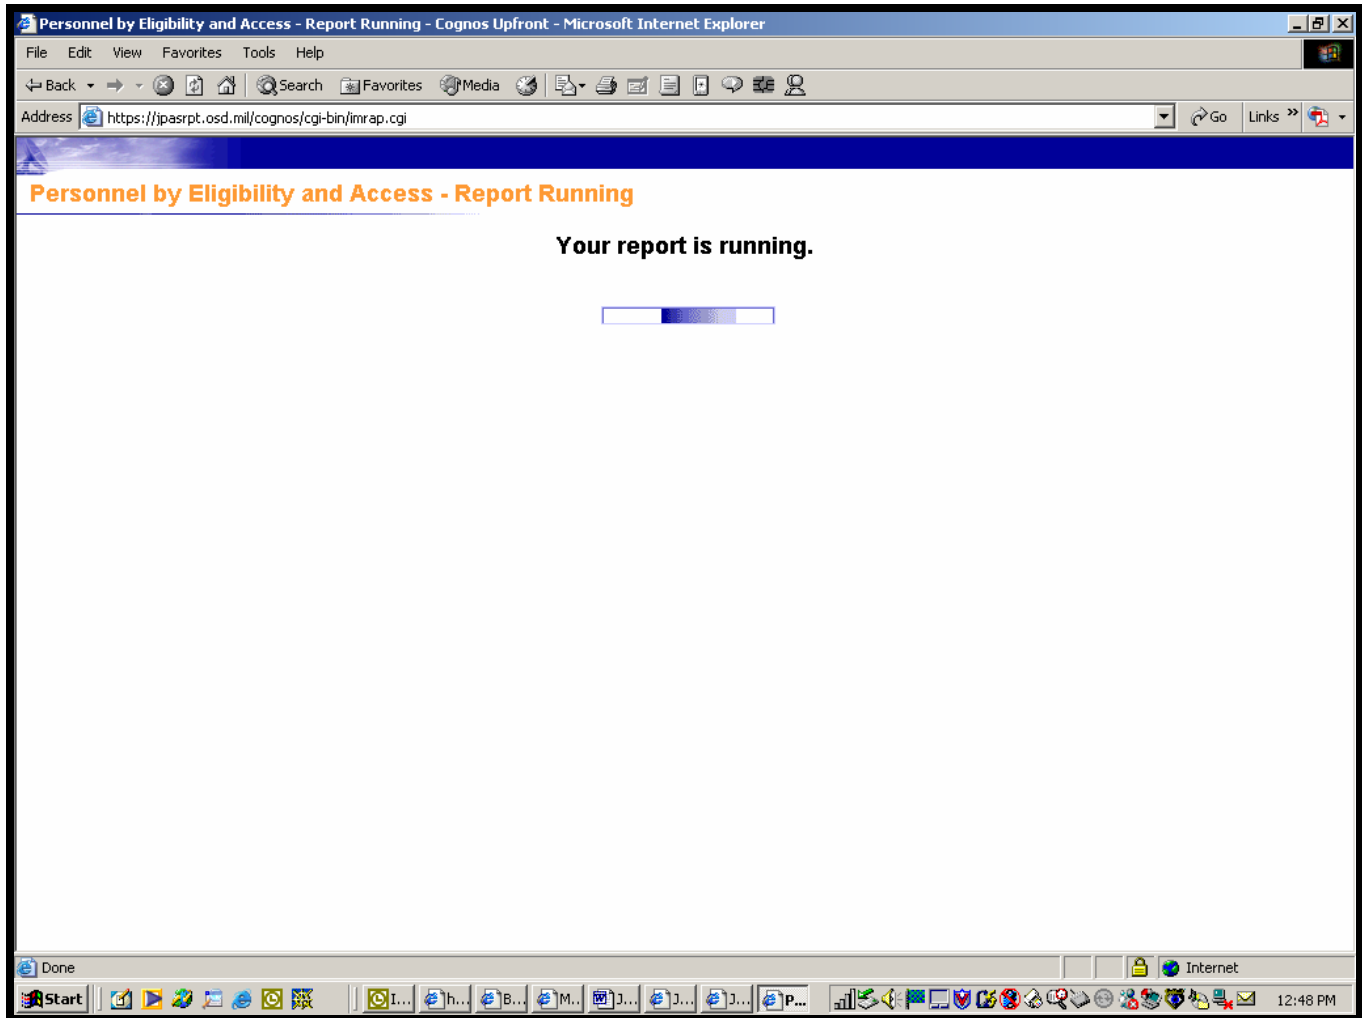 Personnel by Eligibility and Access - Report Running - Cognos Upfront - Microsoft Internet Explorer
File Edit View Favorites Tools Help
Back Search Favorites Media
Address https://jpasrpt.osd.mil/cognos/cgi-bin/imrap.cgi Go Links »
Personnel by Eligibility and Access - Report Running
Your report is running.
Done Internet
Start I... h... B... M.. J... J... J... P... 12:48 PM